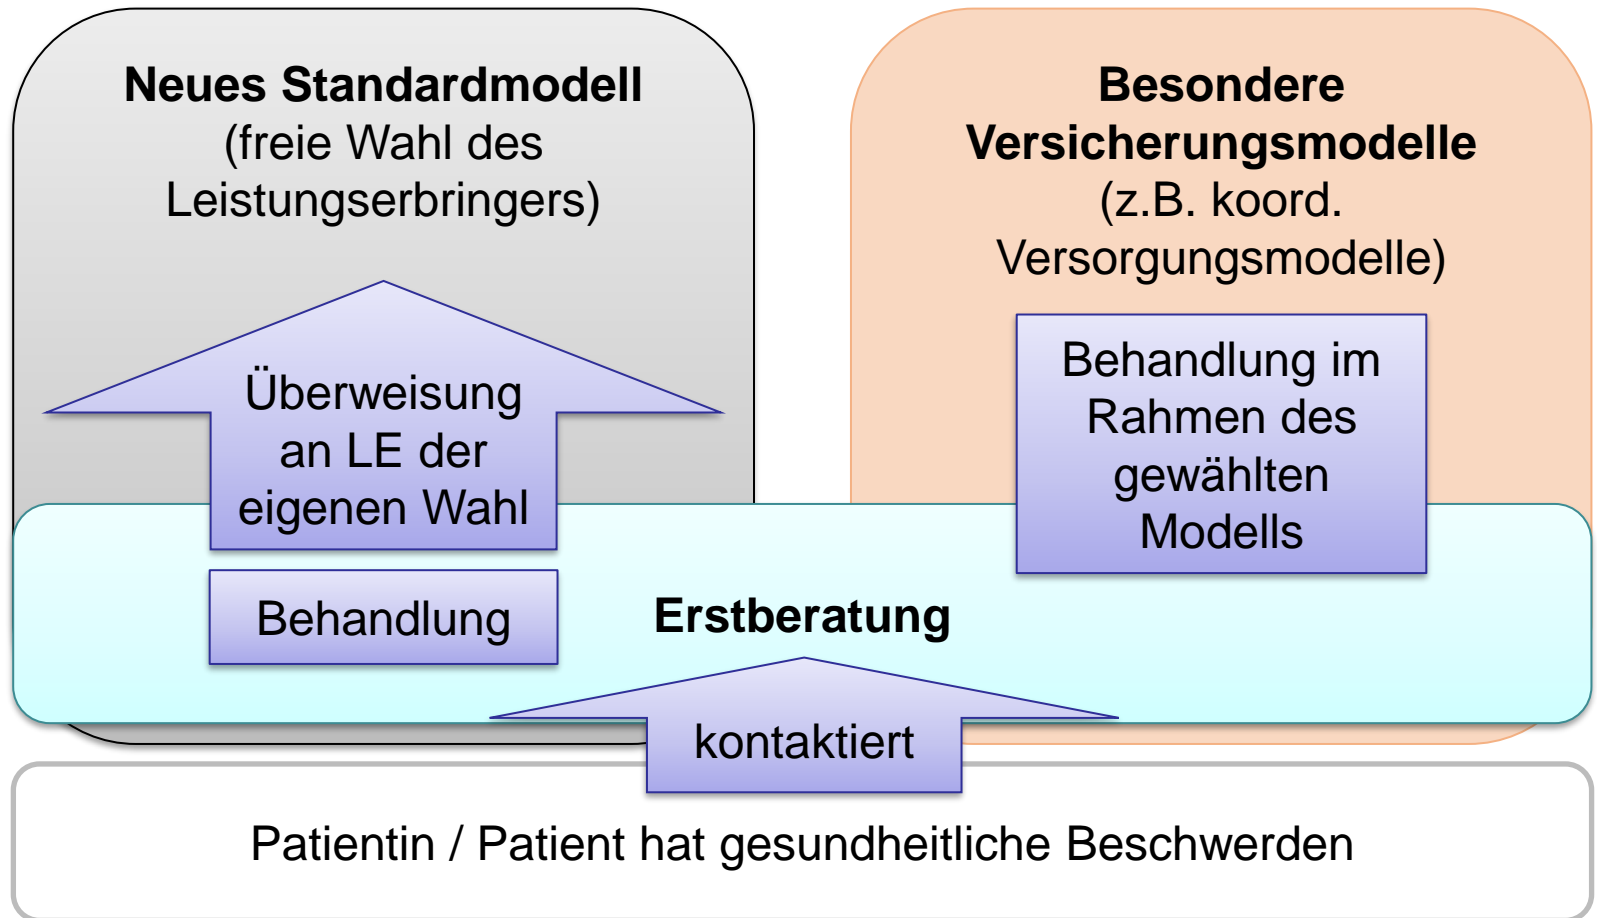 Neues Standardmodell
(freie Wahl des
Leistungserbringers)
Besondere
Versicherungsmodelle
(z.B. koord.
Versorgungsmodelle)
Überweisung
an LE der
eigenen Wahl
Behandlung im
Rahmen des
gewählten
Modells
Behandlung
Erstberatung
kontaktiert
Patientin / Patient hat gesundheitliche Beschwerden